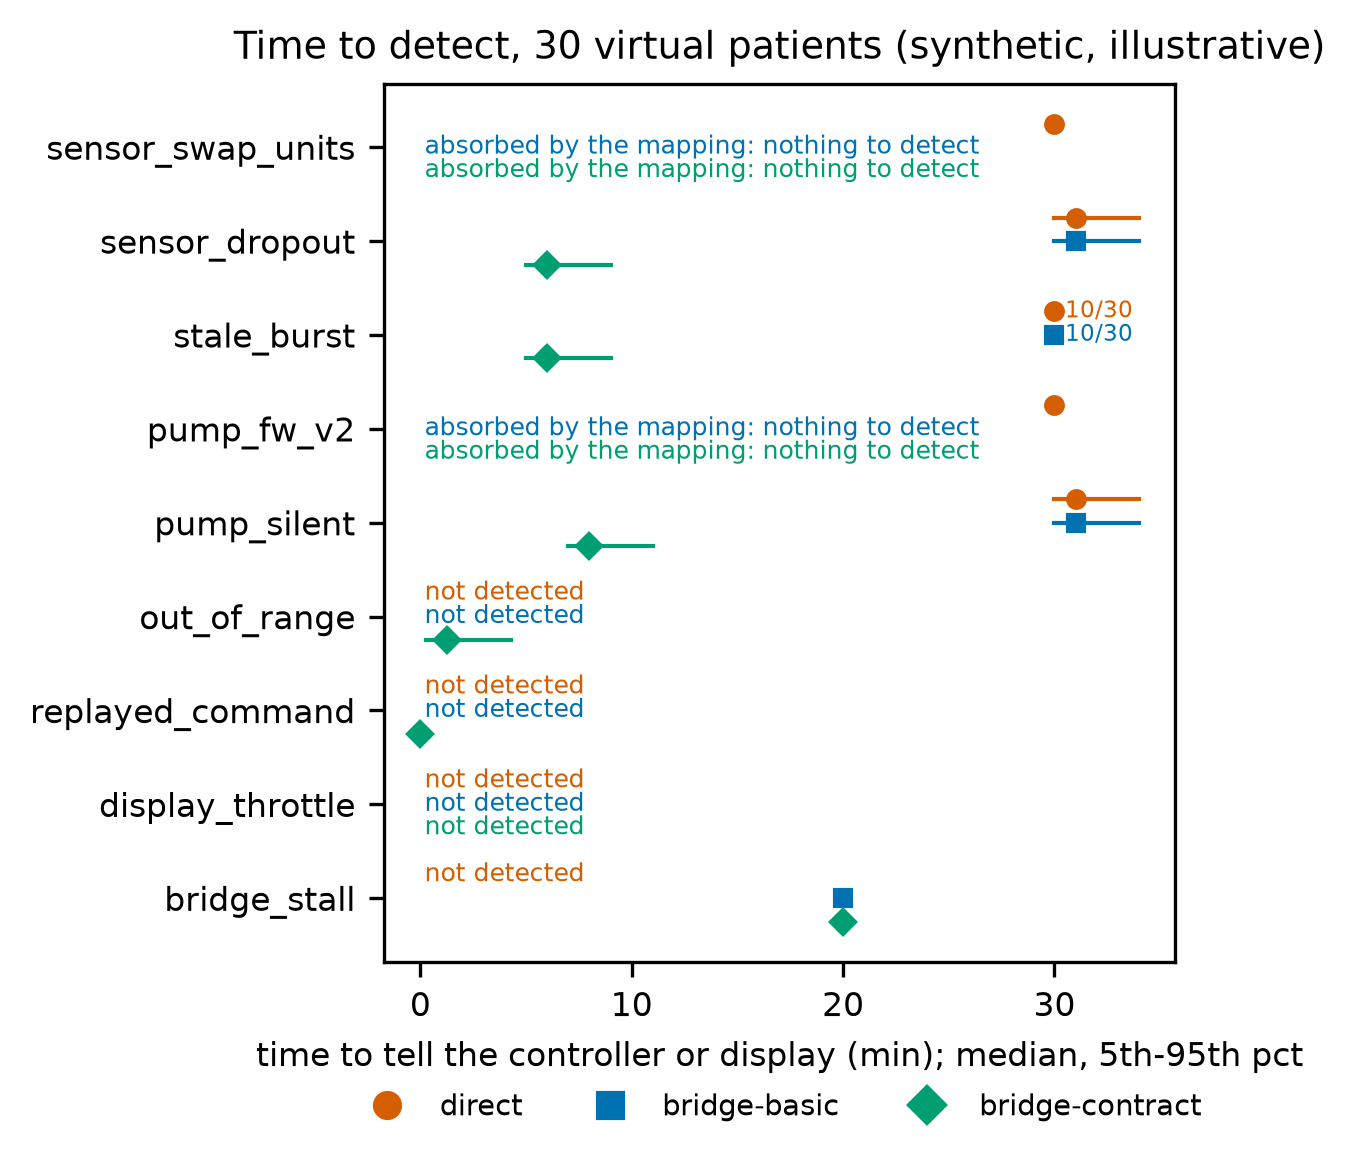 Time to detect, 30 virtual patients (synthetic, illustrative)
sensor_swap_units
absorbed by the mapping: nothing to detect
absorbed by the mapping: nothing to detect
sensor_dropout
stale_burst
10/30
10/30
pump_fw_v2
absorbed by the mapping: nothing to detect
absorbed by the mapping: nothing to detect
pump_silent
out_of_range
not detected
not detected
replayed_command
not detected
not detected
display_throttle
not detected
not detected
not detected
bridge_stall
not detected
0 10 20 30
time to tell the controller or display (min); median, 5th-95th pct
direct bridge-basic bridge-contract